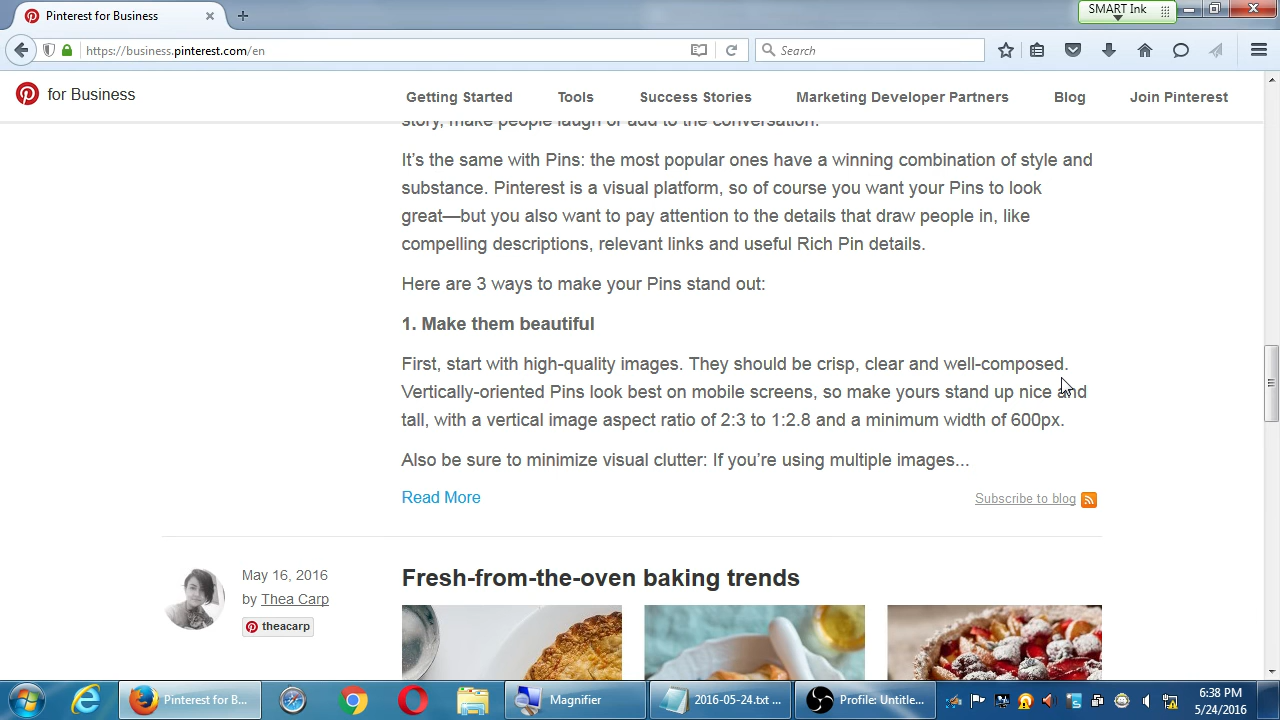 Pinterest for Business
SMART Ink
https://business.pinterest.com/en
Search
for Business
Getting Started
Tools
Success Stories
Marketing Developer Partners
Blog
Join Pinterest
story, make people laugh or add to the conversation.
It's the same with Pins: the most popular ones have a winning combination of style and
substance. Pinterest is a visual platform, so of course you want your Pins to look
great—but you also want to pay attention to the details that draw people in, like
compelling descriptions, relevant links and useful Rich Pin details.
Here are 3 ways to make your Pins stand out:
1. Make them beautiful
First, start with high-quality images. They should be crisp, clear and well-composed.
Vertically-oriented Pins look best on mobile screens, so make yours stand up nice and
tall, with a vertical image aspect ratio of 2:3 to 1:2.8 and a minimum width of 600px.
Also be sure to minimize visual clutter: If you're using multiple images...
Read More
Subscribe to blog
May 16, 2016
by Thea Carp
theacarp
Fresh-from-the-oven baking trends
Pinterest for B...
Magnifier
2016-05-24.txt ...
Profile: Untitle...
6:38 PM
5/24/2016